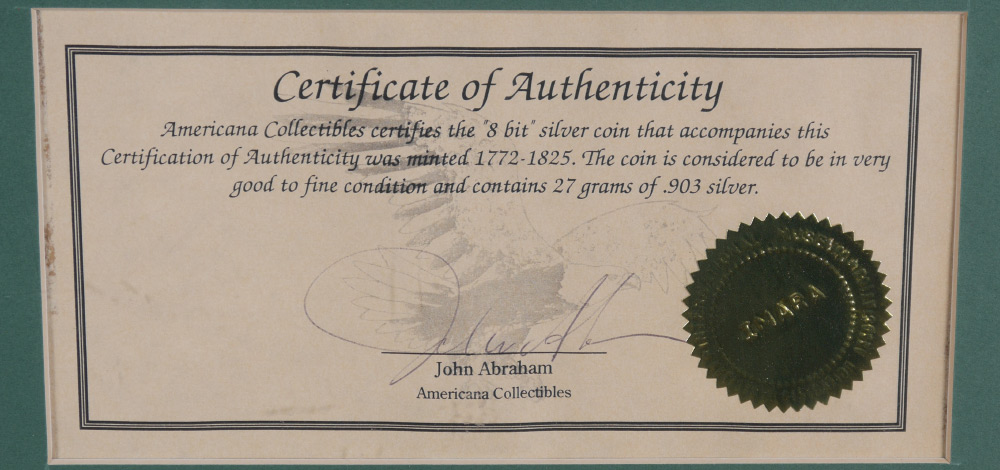 Certificate of Authenticity
Americana Collectibles certifies the "8 bit" silver coin that accompanies this
Certification of Authenticity was minted 1772-1825. The coin is considered to be in very
good to fine condition and contains 27 grams of .903 silver.
John Abraham
Americana Collectibles